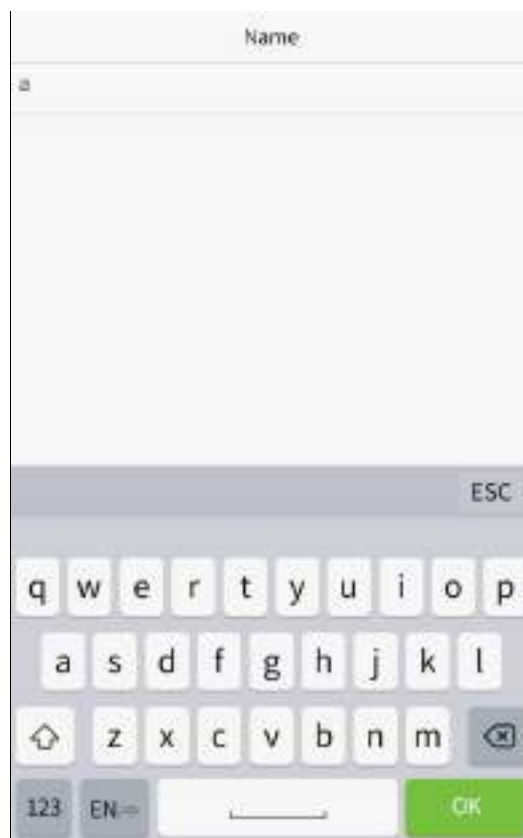 Name
a
ESC
q w e r t y u i o p
a s d f g h j k l
z x c v b n m
123 EN OK